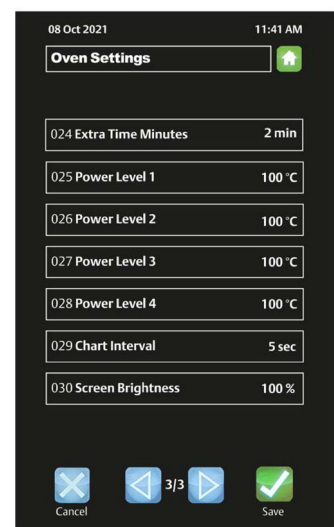 08 Oct 2021 11:41 AM
Oven Settings
024 Extra Time Minutes 2 min
025 Power Level 1 100 °C
026 Power Level 2 100 °C
027 Power Level 3 100 °C
028 Power Level 4 100 °C
029 Chart Interval 5 sec
030 Screen Brightness 100 %
3/3
Cancel Save